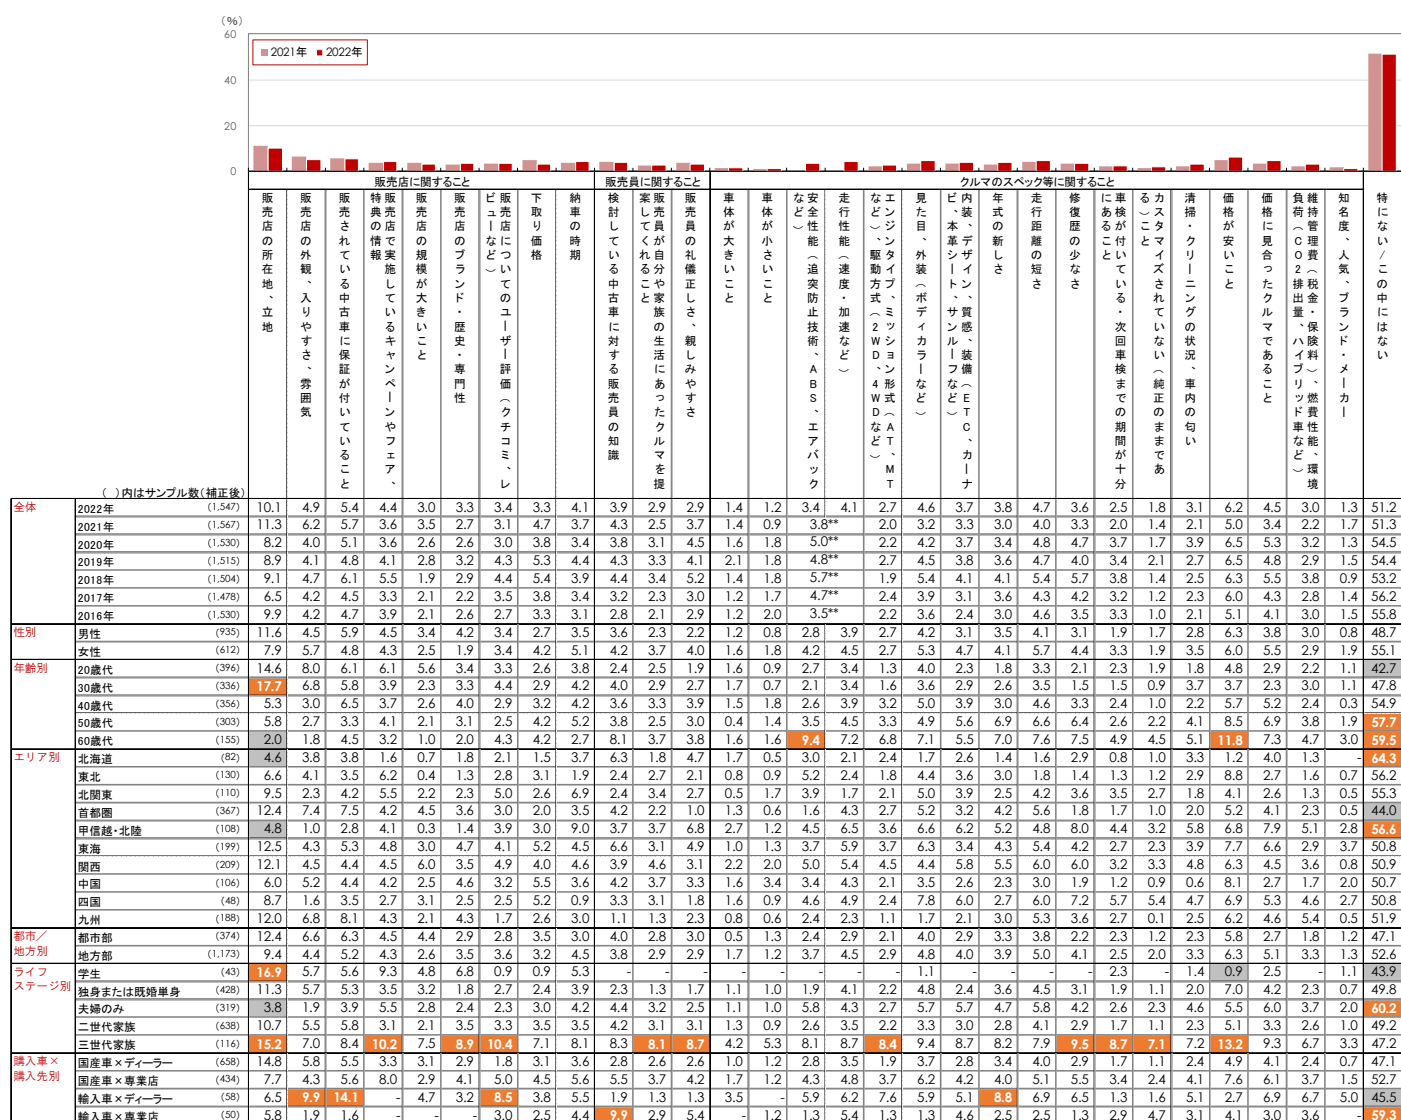 (%)
60
■2021年 ■2022年
40
20
0
販売店に関すること 販売員に関すること クルマのスペック等に関すること
販売店の所在地、立地
販売店の外観、入りやすさ、雰囲気
販売されている中古車に保証が付いていること
販売店で実施しているキャンペーンやフェア、特典の情報
販売店の規模が大きいこと
販売店のブランド・歴史・専門性
販売店についてのユーザー評価(クチコミ、レビューなど)
下取り価格
納車の時期
検討している中古車に対する販売員の知識
販売員が自分や家族の生活にあったクルマを提案してくれること
販売員の礼儀正しさ、親しみやすさ
車体が大きいこと
車体が小さいこと
安全性能(追突防止技術、ABS、エアバックなど)
走行性能(速度・加速など)
エンジンタイプ、ミッション形式(AT、MTなど)、駆動方式(2WD、4WDなど)
見た目、外装(ボディカラーなど)
内装、デザイン、質感、装備(ETC、カーナビ、本革シート、サンルーフなど)
年式の新しさ
走行距離の短さ
修復歴の少なさ
車検が付いている・次回車検までの期間が十分にあること
カスタマイズされていない(純正のままである)こと
清掃・クリーニングの状況、車内の匂い
価格が安いこと
価格に見合ったクルマであること
維持管理費(税金・保険料)、燃費性能、環境負荷(CO2排出量、ハイブリッド車など)
知名度、人気、ブランド・メーカー
特にない/この中にはない
( )内はサンプル数(補正後)
全体 2022年 (1,547) 10.1 4.9 5.4 4.4 3.0 3.3 3.4 3.3 4.1 3.9 2.9 2.9 1.4 1.2 3.4 4.1 2.7 4.6 3.7 3.8 4.7 3.6 2.5 1.8 3.1 6.2 4.5 3.0 1.3 51.2
2021年 (1,567) 11.3 6.2 5.7 3.6 3.5 2.7 3.1 4.7 3.7 4.3 2.5 3.7 1.4 0.9 3.8** 2.0 3.2 3.3 3.0 4.0 3.3 2.0 1.4 2.1 5.0 3.4 2.2 1.7 51.3
2020年 (1,530) 8.2 4.0 5.1 3.6 2.6 2.6 3.0 3.8 3.4 3.8 3.1 4.5 1.6 1.8 5.0** 2.2 4.2 3.7 3.4 4.8 4.7 3.7 1.7 3.9 6.5 5.3 3.2 1.3 54.5
2019年 (1,515) 8.9 4.1 4.8 4.1 2.8 3.2 4.3 5.3 4.4 4.3 3.3 4.1 2.1 1.8 4.8** 2.7 4.5 3.8 3.6 4.7 4.0 3.4 2.1 2.7 6.5 4.8 2.9 1.5 54.4
2018年 (1,504) 9.1 4.7 6.1 5.5 1.9 2.9 4.4 5.4 3.9 4.4 3.4 5.2 1.4 1.8 5.7** 1.9 5.4 4.1 4.1 5.4 5.7 3.8 1.4 2.5 6.3 5.5 3.8 0.9 53.2
2017年 (1,478) 6.5 4.2 4.5 3.3 2.1 2.2 3.5 3.8 3.4 3.2 2.3 3.0 1.2 1.7 4.7** 2.4 3.9 3.1 3.6 4.3 4.2 3.2 1.2 2.3 6.0 4.3 2.8 1.4 56.2
2016年 (1,530) 9.9 4.2 4.7 3.9 2.1 2.6 2.7 3.3 3.1 2.8 2.1 2.9 1.2 2.0 3.5** 2.2 3.6 2.4 3.0 4.6 3.5 3.3 1.0 2.1 5.1 4.1 3.0 1.5 55.8
性別 男性 (935) 11.6 4.5 5.9 4.5 3.4 4.2 3.4 2.7 3.5 3.6 2.3 2.2 1.2 0.8 2.8 3.9 2.7 4.2 3.1 3.5 4.1 3.1 1.9 1.7 2.8 6.3 3.8 3.0 0.8 48.7
女性 (612) 7.9 5.7 4.8 4.3 2.5 1.9 3.4 4.2 5.1 4.2 3.7 4.0 1.6 1.8 4.2 4.5 2.7 5.3 4.7 4.1 5.7 4.4 3.3 1.9 3.5 6.0 5.5 2.9 1.9 55.1
年齢別 20歳代 (396) 14.6 8.0 6.1 6.1 5.6 3.4 3.3 2.6 3.8 2.4 2.5 1.9 1.6 0.9 2.7 3.4 1.3 4.0 2.3 1.8 3.3 2.1 2.3 1.9 1.8 4.8 2.9 2.2 1.1 42.7
30歳代 (336) 17.7 6.8 5.8 3.9 2.3 3.3 4.4 2.9 4.2 4.0 2.9 2.7 1.7 0.7 2.1 3.4 1.6 3.6 2.9 2.6 3.5 1.5 1.5 0.9 3.7 3.7 2.3 3.0 1.1 47.8
40歳代 (356) 5.3 3.0 6.5 3.7 2.6 4.0 2.9 3.2 4.2 3.6 3.3 3.9 1.5 1.8 2.6 3.9 3.2 5.0 3.9 3.0 4.6 3.3 2.4 1.0 2.2 5.7 5.2 2.4 0.3 54.9
50歳代 (303) 5.8 2.7 3.3 4.1 2.1 3.1 2.5 4.2 5.2 3.8 2.5 3.0 0.4 1.4 3.5 4.5 3.3 4.9 5.6 6.9 6.6 6.4 2.6 2.2 4.1 8.5 6.9 3.8 1.9 57.7
60歳代 (155) 2.0 1.8 4.5 3.2 1.0 2.0 4.3 4.2 2.7 8.1 3.7 3.8 1.6 1.6 9.4 7.2 6.8 7.1 5.5 7.0 7.6 7.5 4.9 4.5 5.1 11.8 7.3 4.7 3.0 59.5
エリア別 北海道 (82) 4.6 3.8 3.8 1.6 0.7 1.8 2.1 1.5 3.7 6.3 1.8 4.7 1.7 0.5 3.0 2.1 2.4 1.7 2.6 1.4 1.6 2.9 0.8 1.0 3.3 1.2 4.0 1.3 - 64.3
東北 (130) 6.6 4.1 3.5 6.2 0.4 1.3 2.8 3.1 1.9 2.4 2.7 2.1 0.8 0.9 5.2 2.4 1.8 4.4 3.6 3.0 1.8 1.4 1.3 1.2 2.9 8.8 2.7 1.6 0.7 56.2
北関東 (110) 9.5 2.3 4.2 5.5 2.2 2.3 5.0 2.6 6.9 2.4 3.4 2.7 0.5 1.7 3.9 1.7 2.1 5.0 3.9 2.5 4.2 3.6 3.5 2.7 1.8 4.1 2.6 1.3 0.5 55.3
首都圏 (367) 12.4 7.4 7.5 4.2 4.5 3.6 3.0 2.0 3.5 4.2 2.2 1.0 1.3 0.6 1.6 4.3 2.7 5.2 3.2 4.2 5.6 1.8 1.7 1.0 2.0 5.2 4.1 2.3 0.5 44.0
甲信越・北陸 (108) 4.8 1.0 2.8 4.1 0.3 1.4 3.9 3.0 9.0 3.7 3.7 6.8 2.7 1.2 4.5 6.5 3.6 6.6 6.2 5.2 4.8 8.0 4.4 3.2 5.8 6.8 7.9 5.1 2.8 56.6
東海 (199) 12.5 4.3 5.3 4.8 3.0 4.7 4.1 5.2 4.5 6.6 3.1 4.9 1.0 1.3 3.7 5.9 3.7 6.3 3.4 4.3 5.4 4.2 2.7 2.3 3.9 7.7 6.6 2.9 3.7 50.8
関西 (209) 12.1 4.5 4.4 4.5 6.0 3.5 4.9 4.0 4.6 3.9 4.6 3.1 2.2 2.0 5.0 5.4 4.5 4.4 5.8 5.5 6.0 6.0 3.2 3.3 4.8 6.3 4.5 3.6 0.8 50.9
中国 (106) 6.0 5.2 4.4 4.2 2.5 4.6 3.2 5.5 3.6 4.2 3.7 3.3 1.6 3.4 3.4 4.3 2.1 3.5 2.6 2.3 3.0 1.9 1.2 0.9 0.6 8.1 2.7 1.7 2.0 50.7
四国 (48) 8.7 1.6 3.5 2.7 3.1 2.5 2.5 5.2 0.9 3.3 3.1 1.8 1.6 0.9 4.6 4.9 2.4 7.8 4.7 2.7 6.0 7.2 5.7 5.4 4.7 6.9 5.3 4.6 2.7 50.8
九州 (188) 12.0 6.8 8.1 4.3 2.1 4.3 1.7 2.6 3.0 1.1 1.3 2.3 0.8 0.6 2.4 2.3 1.1 1.7 2.1 3.0 5.3 3.6 2.7 0.1 2.5 6.2 4.6 5.4 0.5 51.9
都市/地方別 都市部 (374) 12.4 6.6 6.3 4.5 4.4 2.9 2.8 3.5 3.0 4.0 2.8 3.0 0.5 1.3 2.4 2.9 2.1 4.0 2.9 3.3 3.8 2.2 2.3 1.2 2.3 5.8 2.7 1.8 1.2 47.1
地方部 (1,173) 9.4 4.4 5.2 4.3 2.6 3.5 3.6 3.2 4.5 3.8 2.9 2.9 1.7 1.2 3.7 4.5 2.9 4.8 4.0 3.9 5.0 4.1 2.5 2.0 3.3 6.3 5.1 3.3 1.3 52.6
ライフステージ別 学生 (43) 16.9 5.7 5.6 9.3 4.8 6.8 0.9 0.9 5.3 - - - - - - - - 1.1 - - - - 2.3 - 1.4 0.9 2.5 - 1.1 43.9
独身または既婚単身 (428) 11.3 5.7 5.3 3.5 3.2 1.8 2.7 2.4 3.9 2.3 1.3 1.7 1.1 1.0 1.9 4.1 2.2 4.8 2.4 3.6 4.5 3.1 1.9 1.1 2.0 7.0 4.2 2.3 0.7 49.8
夫婦のみ (319) 3.8 1.9 3.9 5.5 2.8 2.4 2.3 3.0 4.2 4.4 3.2 2.5 1.1 1.0 5.8 4.3 2.7 5.7 5.7 4.7 5.8 4.2 2.6 2.3 4.6 5.5 6.0 3.7 2.0 60.2
二世代家族 (638) 10.7 5.5 5.8 3.1 2.1 3.5 3.3 3.5 3.5 4.2 3.1 3.1 1.3 0.9 2.6 3.5 2.2 3.3 3.0 2.8 4.1 2.9 1.7 1.1 2.3 5.1 3.3 2.6 1.0 49.2
三世代家族 (116) 15.2 7.0 8.4 10.2 7.5 8.9 10.4 7.1 8.1 8.3 8.1 8.7 4.2 5.3 8.1 8.7 8.4 9.4 8.7 8.2 7.9 9.5 8.7 7.1 7.2 13.2 9.3 6.7 3.3 47.2
購入車×購入先別 国産車×ディーラー (658) 14.8 5.8 5.5 3.3 3.1 2.9 1.8 3.1 3.6 2.8 2.6 2.6 1.0 1.2 2.8 3.5 1.9 3.7 2.8 3.4 4.0 2.9 1.7 1.1 2.4 4.9 4.1 2.4 0.7 47.1
国産車×専業店 (434) 7.7 4.3 5.6 8.0 2.9 4.1 5.0 4.5 5.6 5.5 3.7 4.2 1.7 1.2 4.3 4.8 3.7 6.2 4.2 4.0 5.1 5.5 3.4 2.4 4.1 7.6 6.1 3.7 1.5 52.7
輸入車×ディーラー (58) 6.5 9.9 14.1 - 4.7 3.2 8.5 3.8 5.5 1.9 1.3 1.3 3.5 - 5.9 6.2 7.6 5.9 5.1 8.8 6.9 6.5 1.3 1.6 5.1 2.7 6.9 6.7 5.0 45.5
輸入車×専業店 (50) 5.8 1.9 1.6 - - - 3.0 2.5 4.4 9.9 2.9 5.4 - 1.2 1.3 5.4 1.3 1.3 4.6 2.5 2.5 1.3 2.9 4.7 3.1 4.1 3.0 3.6 - 59.3